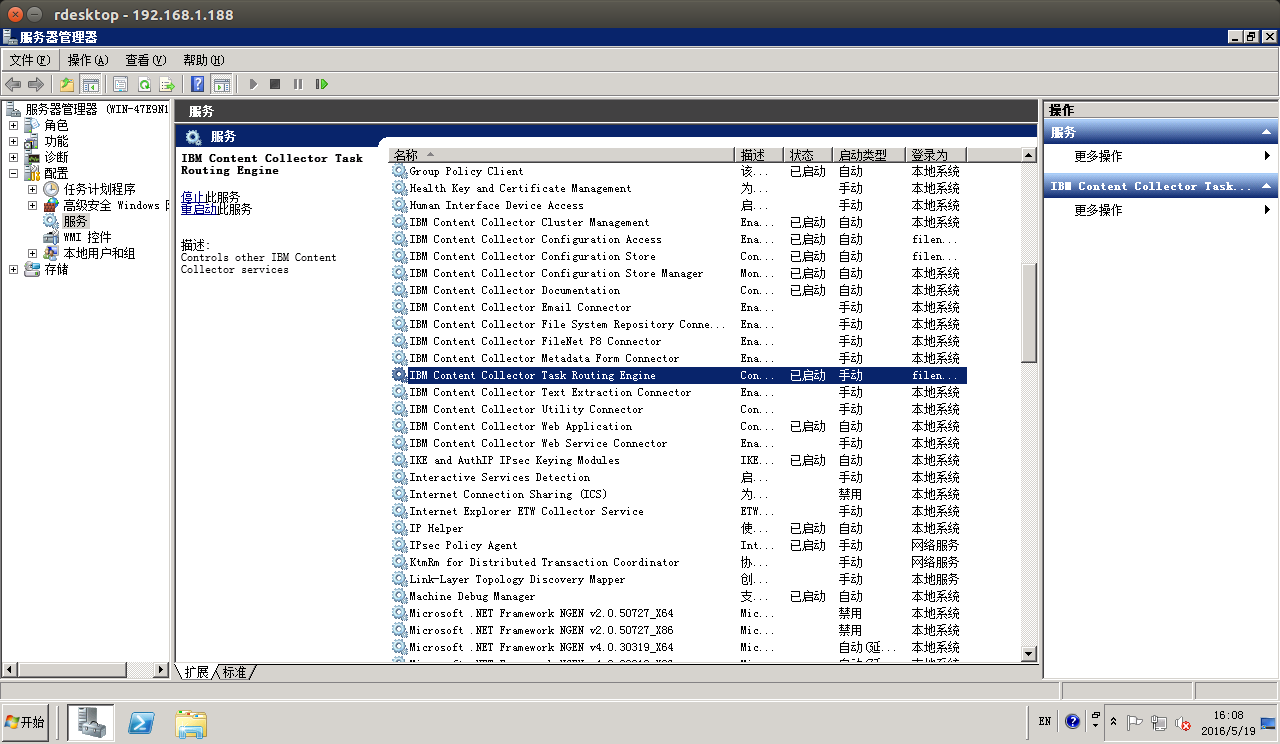 rdesktop - 192.168.1.188
服务器管理器
文件(F) 操作(A) 查看(V) 帮助(H)
服务器管理器 (WIN-47E9N1
角色
功能
诊断
配置
任务计划程序
高级安全 Windows
服务
WMI 控件
本地用户和组
存储
服务
服务
IBM Content Collector Task
Routing Engine
停止此服务
重启动此服务
描述:
Controls other IBM Content
Collector services
名称 描述 状态 启动类型 登录为
Group Policy Client 该... 已启动 自动 本地系统
Health Key and Certificate Management 为... 手动 本地系统
Human Interface Device Access 启... 手动 本地系统
IBM Content Collector Cluster Management Ena... 已启动 自动 本地系统
IBM Content Collector Configuration Access Ena... 已启动 自动 filen...
IBM Content Collector Configuration Store Con... 已启动 自动 filen...
IBM Content Collector Configuration Store Manager Mon... 已启动 自动 本地系统
IBM Content Collector Documentation Con... 已启动 自动 本地系统
IBM Content Collector Email Connector Ena... 手动 本地系统
IBM Content Collector File System Repository Conne... Ena... 手动 本地系统
IBM Content Collector FileNet P8 Connector Ena... 手动 本地系统
IBM Content Collector Metadata Form Connector Ena... 手动 本地系统
IBM Content Collector Task Routing Engine Con... 已启动 手动 filen...
IBM Content Collector Text Extraction Connector Ena... 手动 本地系统
IBM Content Collector Utility Connector Con... 手动 本地系统
IBM Content Collector Web Application Con... 已启动 自动 本地系统
IBM Content Collector Web Service Connector Ena... 手动 本地系统
IKE and AuthIP IPsec Keying Modules IKE... 已启动 自动 本地系统
Interactive Services Detection 启... 手动 本地系统
Internet Connection Sharing (ICS) 为... 禁用 本地系统
Internet Explorer ETW Collector Service ETW... 手动 本地系统
IP Helper 使... 已启动 自动 本地系统
IPsec Policy Agent Int... 已启动 手动 网络服务
KtmRm for Distributed Transaction Coordinator 协... 手动 网络服务
Link-Layer Topology Discovery Mapper 创... 手动 本地服务
Machine Debug Manager 支... 已启动 自动 本地系统
Microsoft .NET Framework NGEN v2.0.50727_X64 Mic... 禁用 本地系统
Microsoft .NET Framework NGEN v2.0.50727_X86 Mic... 禁用 本地系统
Microsoft .NET Framework NGEN v4.0.30319_X64 Mic... 自动(延... 本地系统
扩展 标准
操作
服务
更多操作
IBM Content Collector Task...
更多操作
开始
EN
16:08
2016/5/19